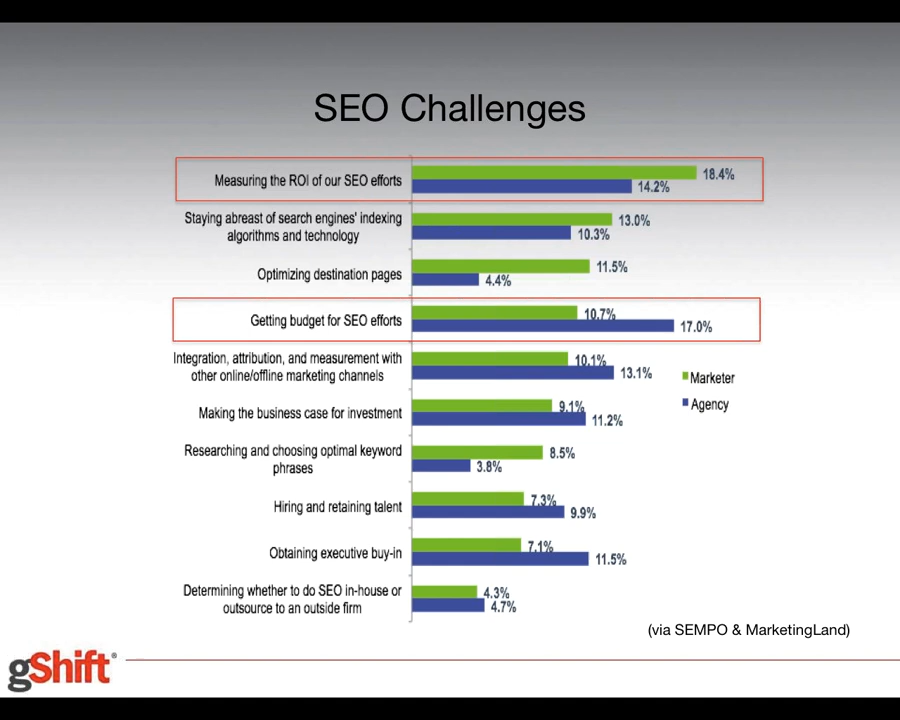 SEO Challenges
Measuring the ROI of our SEO efforts
18.4%
14.2%
Staying abreast of search engines' indexing
algorithms and technology
13.0%
10.3%
Optimizing destination pages
11.5%
4.4%
Getting budget for SEO efforts
10.7%
17.0%
Integration, attribution, and measurement with
other online/offline marketing channels
10.1%
13.1%
Marketer
Agency
Making the business case for investment
9.1%
11.2%
Researching and choosing optimal keyword
phrases
8.5%
3.8%
Hiring and retaining talent
7.3%
9.9%
Obtaining executive buy-in
7.1%
11.5%
Determining whether to do SEO in-house or
outsource to an outside firm
4.3%
4.7%
(via SEMPO & MarketingLand)
gShift®